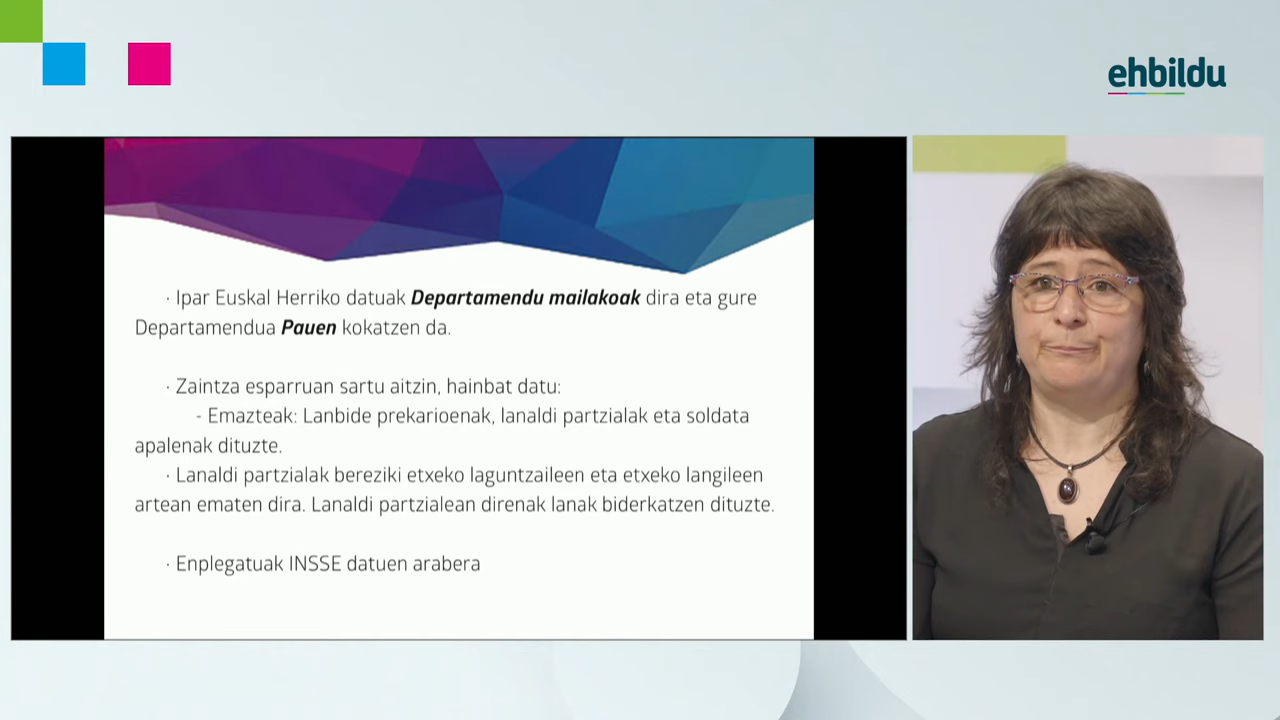 ehbildu
· Ipar Euskal Herriko datuak Departamendu mailakoak dira eta gure
Departamendua Pauen kokatzen da.
· Zaintza esparruan sartu aitzin, hainbat datu:
- Emazteak: Lanbide prekarioenak, lanaldi partzialak eta soldata
apalenak dituzte.
· Lanaldi partzialak bereziki etxeko laguntzaileen eta etxeko langileen
artean ematen dira. Lanaldi partzialean direnak lanak biderkatzen dituzte.
· Enplegatuak INSSE datuen arabera